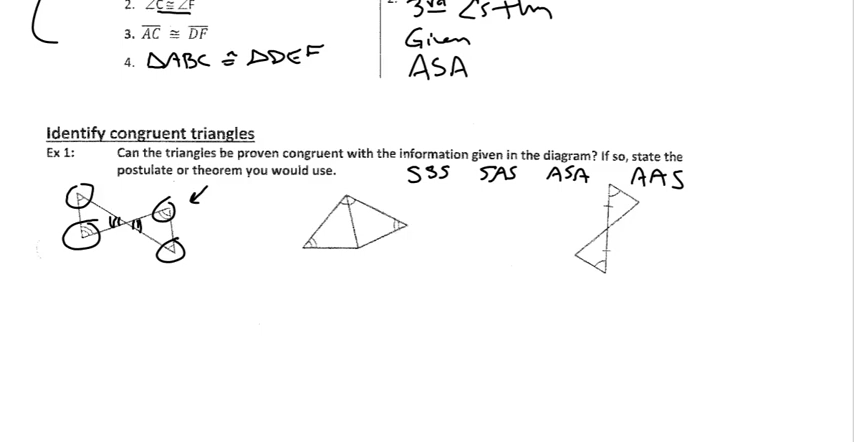 2. ∠C ≅ ∠F
3rd ∠s thm
3. AC ≅ DF
Given
4. △ABC ≅ △DEF
ASA
Identify congruent triangles
Ex 1: Can the triangles be proven congruent with the information given in the diagram? If so, state the
postulate or theorem you would use.
SSS SAS ASA AAS